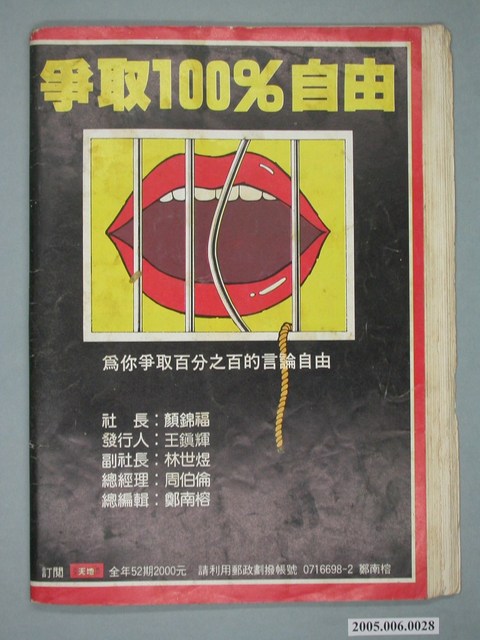 爭取100%自由
為你爭取百分之百的言論自由
社　長：顏錦福
發行人：王鎭輝
副社長：林世煜
總經理：周伯倫
總編輯：鄭南榕
訂閱 天地 全年52期2000元　請利用郵政劃撥帳號 0716698-2 鄭南榕
2005.006.0028